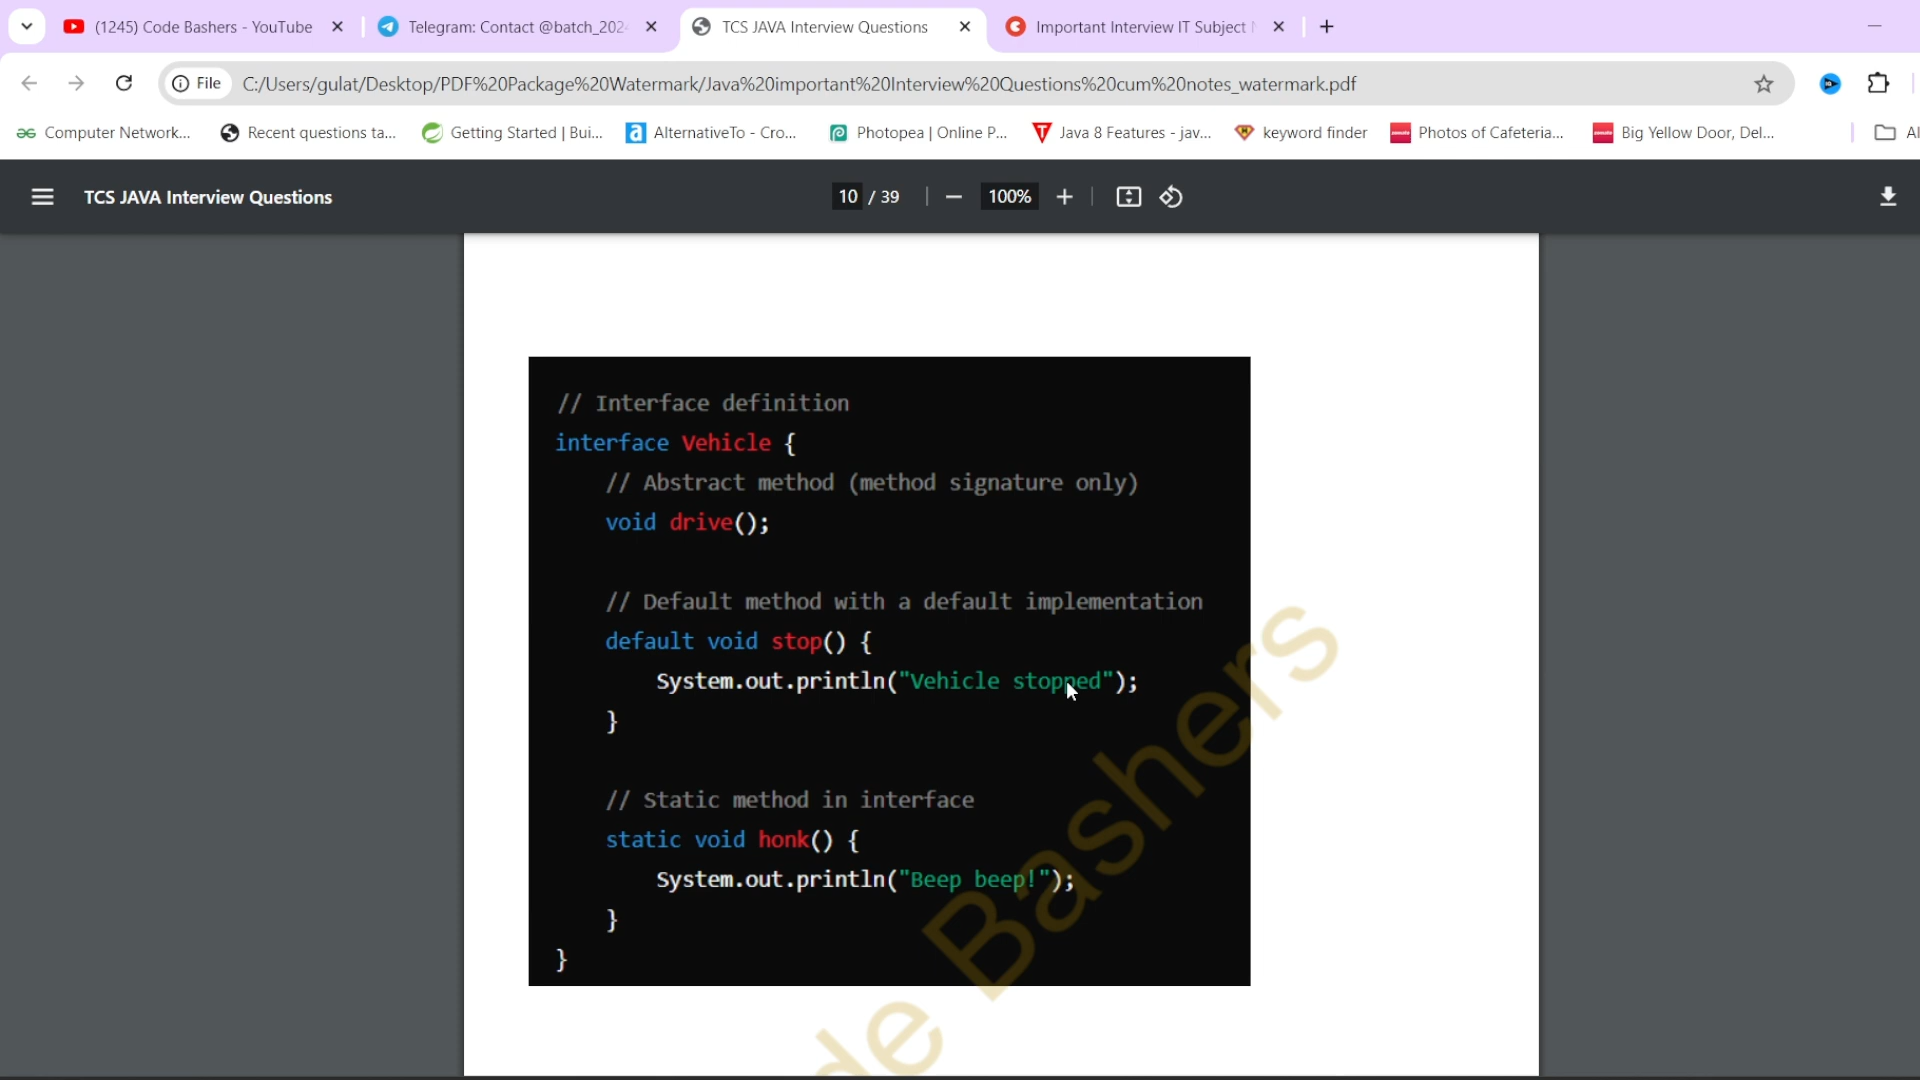 (1245) Code Bashers - YouTube
Telegram: Contact @batch_202
TCS JAVA Interview Questions
Important Interview IT Subject
File
C:/Users/gulat/Desktop/PDF%20Package%20Watermark/Java%20important%20Interview%20Questions%20cum%20notes_watermark.pdf
Computer Network...
Recent questions ta...
Getting Started | Bui...
AlternativeTo - Cro...
Photopea | Online P...
Java 8 Features - jav...
keyword finder
Photos of Cafeteria...
Big Yellow Door, Del...
Al
TCS JAVA Interview Questions
10 / 39
100%
// Interface definition
interface Vehicle {
// Abstract method (method signature only)
void drive();
// Default method with a default implementation
default void stop() {
System.out.println("Vehicle stopped");
}
// Static method in interface
static void honk() {
System.out.println("Beep beep!");
}
}
de Bashers